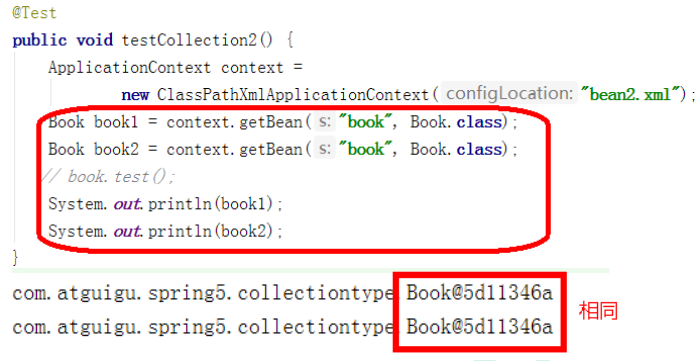 @Test
public void testCollection2() {
ApplicationContext context =
new ClassPathXmlApplicationContext( configLocation: "bean2.xml");
Book book1 = context.getBean( s: "book", Book.class);
Book book2 = context.getBean( s: "book", Book.class);
// book.test();
System.out.println(book1);
System.out.println(book2);
}
com.atguigu.spring5.collectiontype.Book@5d11346a
com.atguigu.spring5.collectiontype.Book@5d11346a
相同